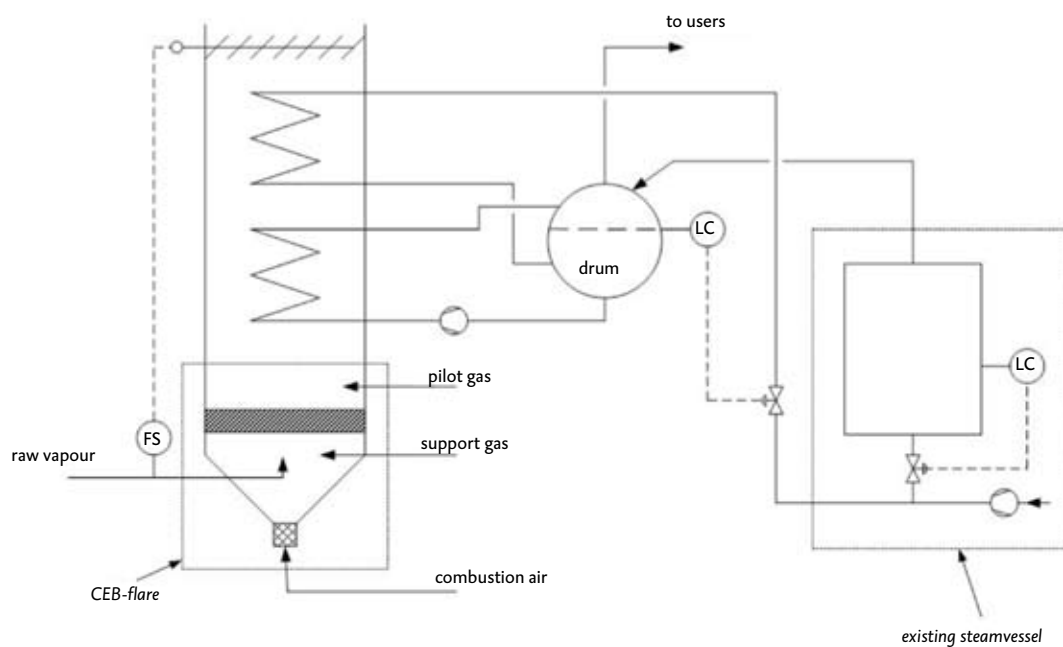 to users
LC
drum
LC
pilot gas
FS
support gas
raw vapour
combustion air
CEB-flare
existing steamvessel